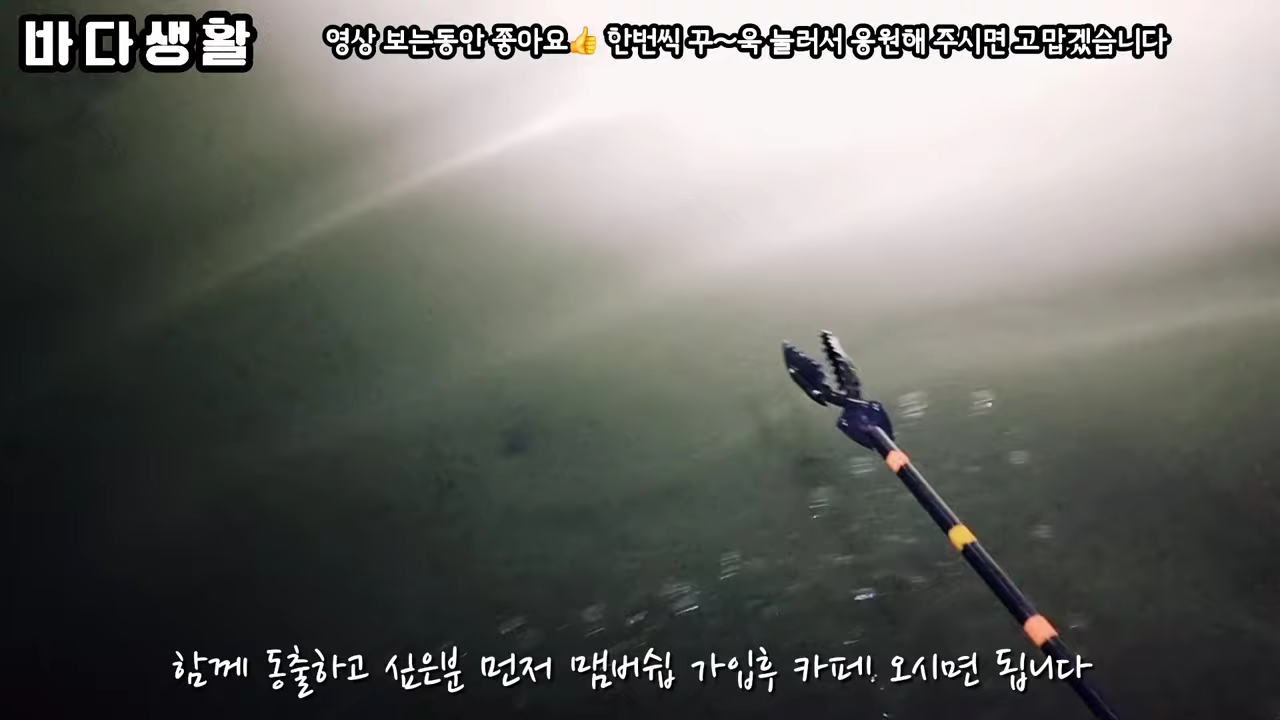 바다생활
영상 보는동안 좋아요👍 한번씩 꾸~욱 눌러서 응원해 주시면 고맙겠습니다
함께 동출하고 싶은분 먼저 맴버쉽 가입후 카페 오시면 됩니다